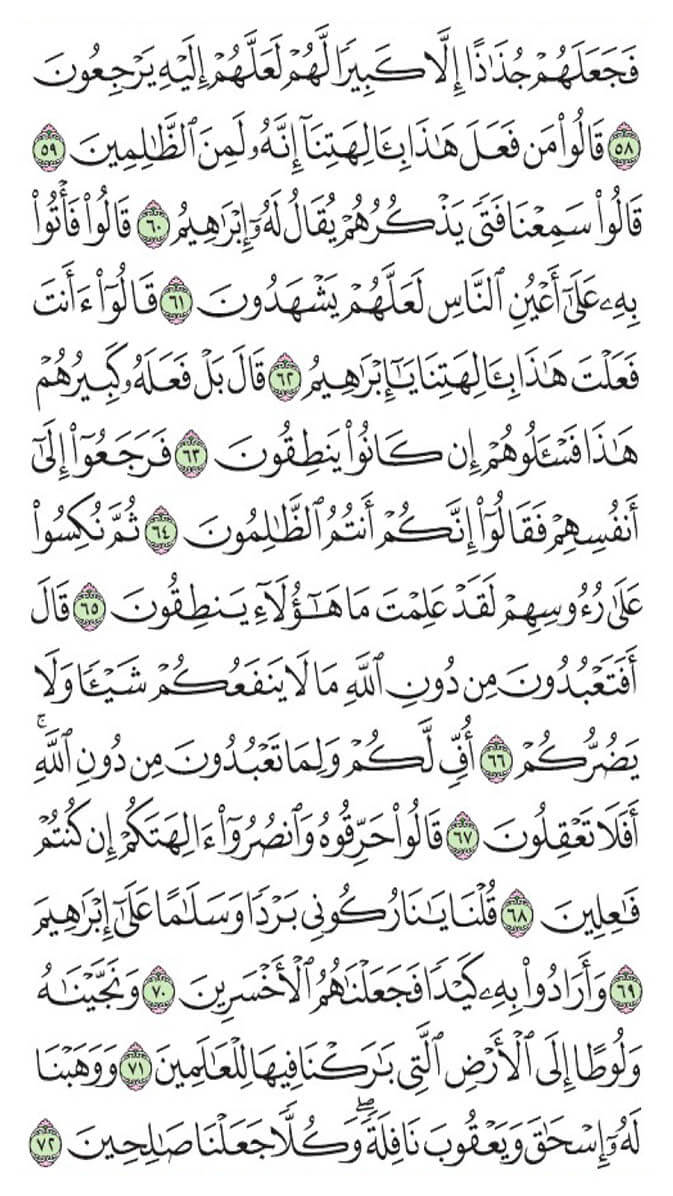 فَجَعَلَهُمْ جُذَٰذًا إِلَّا كَبِيرًا لَّهُمْ لَعَلَّهُمْ إِلَيْهِ يَرْجِعُونَ
٥٨ قَالُوا۟ مَن فَعَلَ هَٰذَا بِـَٔالِهَتِنَآ إِنَّهُۥ لَمِنَ ٱلظَّٰلِمِينَ ٥٩
قَالُوا۟ سَمِعْنَا فَتًى يَذْكُرُهُمْ يُقَالُ لَهُۥٓ إِبْرَٰهِيمُ ٦٠ قَالُوا۟ فَأْتُوا۟
بِهِۦ عَلَىٰٓ أَعْيُنِ ٱلنَّاسِ لَعَلَّهُمْ يَشْهَدُونَ ٦١ قَالُوٓا۟ ءَأَنتَ
فَعَلْتَ هَٰذَا بِـَٔالِهَتِنَا يَٰٓإِبْرَٰهِيمُ ٦٢ قَالَ بَلْ فَعَلَهُۥ كَبِيرُهُمْ
هَٰذَا فَسْـَٔلُوهُمْ إِن كَانُوا۟ يَنطِقُونَ ٦٣ فَرَجَعُوٓا۟ إِلَىٰٓ
أَنفُسِهِمْ فَقَالُوٓا۟ إِنَّكُمْ أَنتُمُ ٱلظَّٰلِمُونَ ٦٤ ثُمَّ نُكِسُوا۟
عَلَىٰ رُءُوسِهِمْ لَقَدْ عَلِمْتَ مَا هَٰٓؤُلَآءِ يَنطِقُونَ ٦٥ قَالَ
أَفَتَعْبُدُونَ مِن دُونِ ٱللَّهِ مَا لَا يَنفَعُكُمْ شَيْـًٔا وَلَا
يَضُرُّكُمْ ٦٦ أُفٍّ لَّكُمْ وَلِمَا تَعْبُدُونَ مِن دُونِ ٱللَّهِ ۚ
أَفَلَا تَعْقِلُونَ ٦٧ قَالُوا۟ حَرِّقُوهُ وَٱنصُرُوٓا۟ ءَالِهَتَكُمْ إِن كُنتُمْ
فَٰعِلِينَ ٦٨ قُلْنَا يَٰنَارُ كُونِى بَرْدًا وَسَلَٰمًا عَلَىٰٓ إِبْرَٰهِيمَ
٦٩ وَأَرَادُوا۟ بِهِۦ كَيْدًا فَجَعَلْنَٰهُمُ ٱلْأَخْسَرِينَ ٧٠ وَنَجَّيْنَٰهُ
وَلُوطًا إِلَى ٱلْأَرْضِ ٱلَّتِى بَٰرَكْنَا فِيهَا لِلْعَٰلَمِينَ ٧١ وَوَهَبْنَا
لَهُۥٓ إِسْحَٰقَ وَيَعْقُوبَ نَافِلَةً ۖ وَكُلًّا جَعَلْنَا صَٰلِحِينَ ٧٢